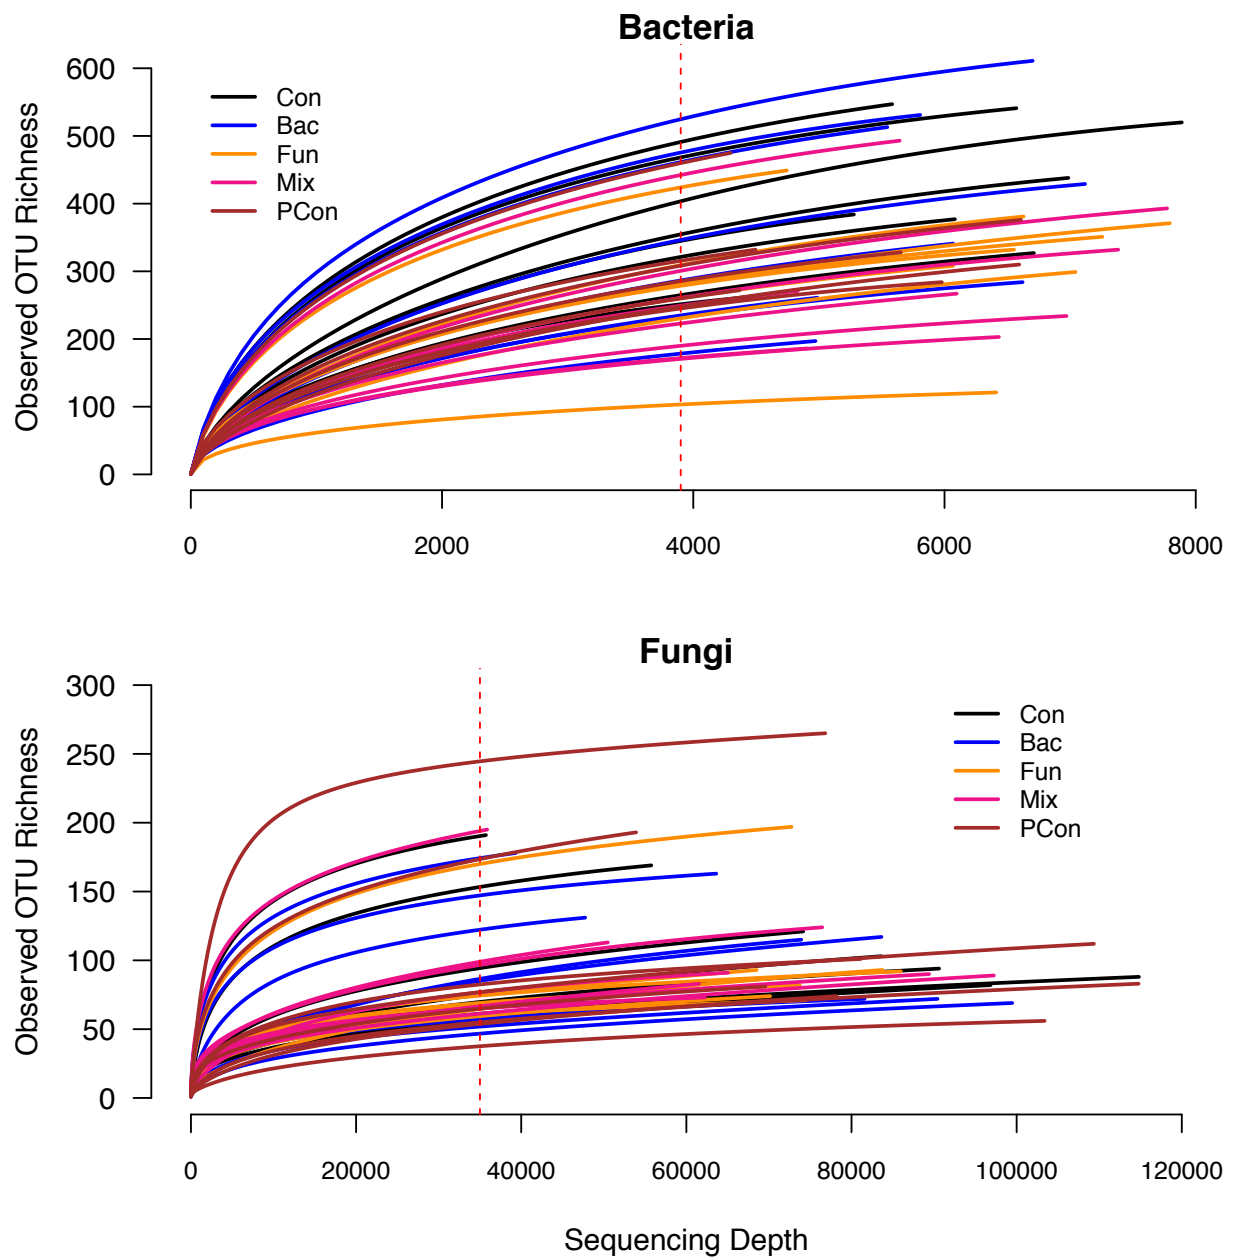 Bacteria
Observed OTU Richness
600
500
400
300
200
100
0
Con
Bac
Fun
Mix
PCon
0 2000 4000 6000 8000
Fungi
Observed OTU Richness
300
250
200
150
100
50
0
Con
Bac
Fun
Mix
PCon
0 20000 40000 60000 80000 100000 120000
Sequencing Depth